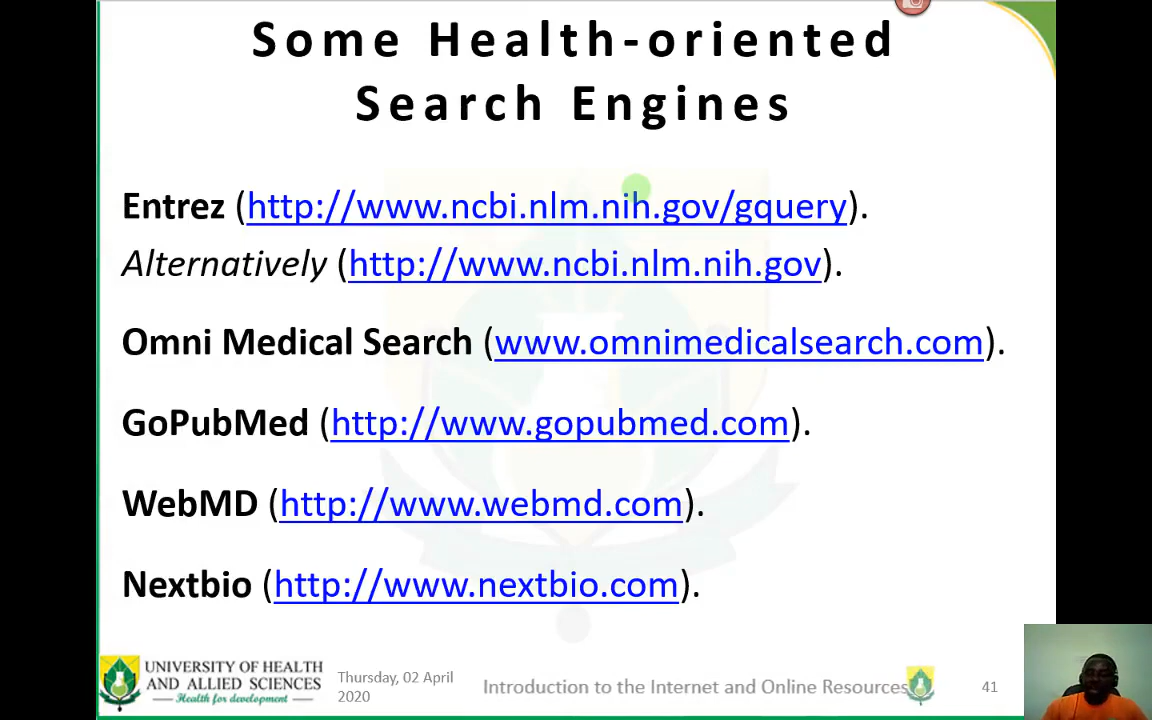 Some Health-oriented
Search Engines
Entrez (http://www.ncbi.nlm.nih.gov/gquery).
Alternatively (http://www.ncbi.nlm.nih.gov).
Omni Medical Search (www.omnimedicalsearch.com).
GoPubMed (http://www.gopubmed.com).
WebMD (http://www.webmd.com).
Nextbio (http://www.nextbio.com).
UNIVERSITY OF HEALTH
AND ALLIED SCIENCES
Health for development
Thursday, 02 April
2020
Introduction to the Internet and Online Resources
41